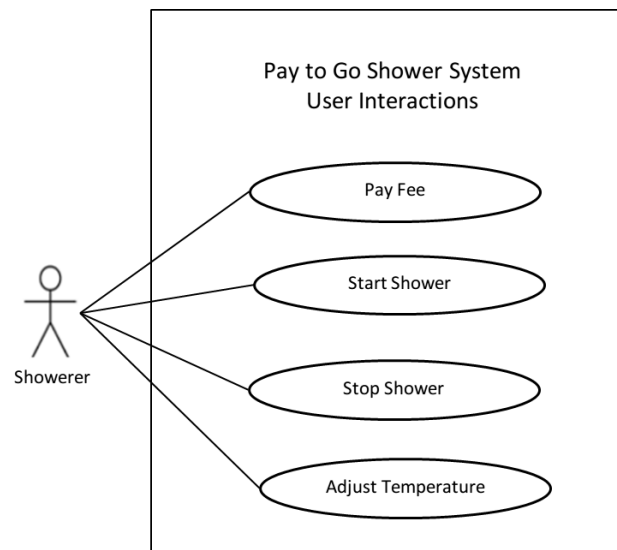 Pay to Go Shower System
User Interactions
Pay Fee
Start Shower
Showerer
Stop Shower
Adjust Temperature